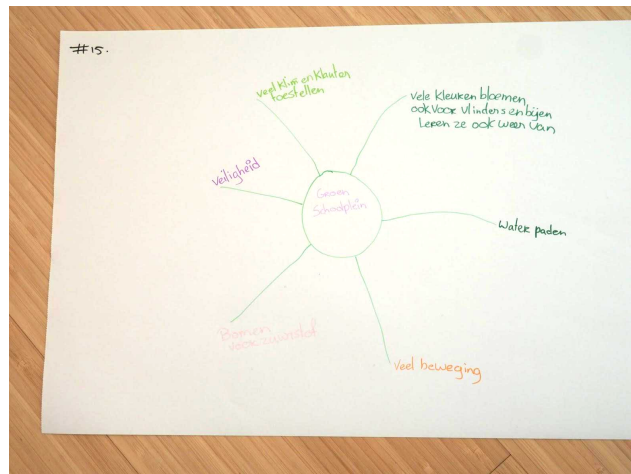 #15.
veel klim en klauter
toestellen
vele kleuren bloemen,
ook voor vlinders en bijen
Leren ze ook weer van
veiligheid
Groen
Schoolplein
Water paden
Bomen
voor zuurstof
Veel beweging